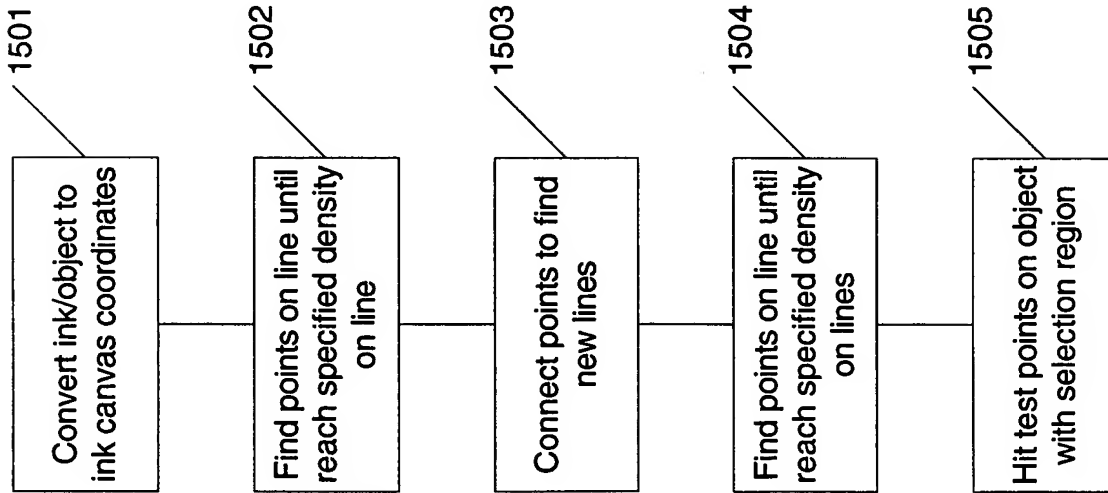 1501
Convert ink/object to
ink canvas coordinates
1502
Find points on line until
reach specified density
on line
1503
Connect points to find
new lines
1504
Find points on line until
reach specified density
on lines
1505
Hit test points on object
with selection region